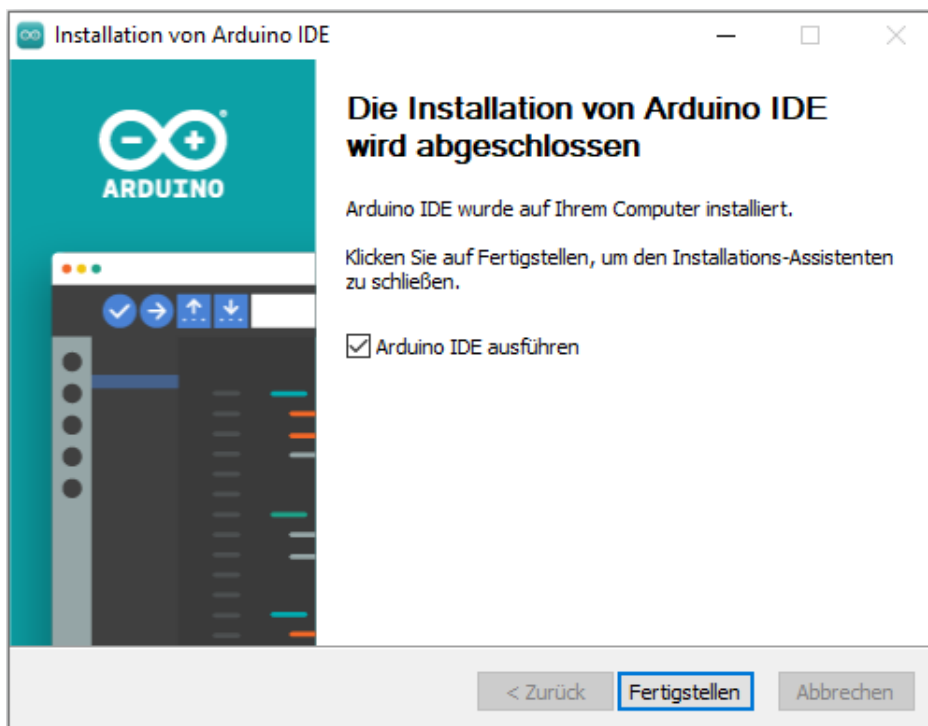 Installation von Arduino IDE
ARDUINO
Die Installation von Arduino IDE
wird abgeschlossen
Arduino IDE wurde auf Ihrem Computer installiert.
Klicken Sie auf Fertigstellen, um den Installations-Assistenten
zu schließen.
Arduino IDE ausführen
< Zurück
Fertigstellen
Abbrechen